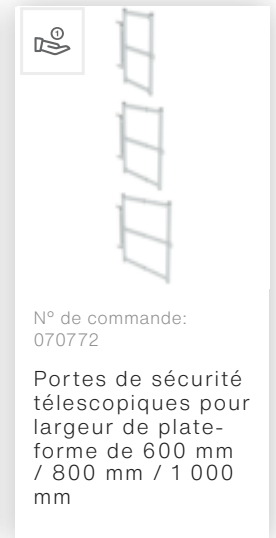 1
N° de commande:
070772
Portes de sécurité
télescopiques pour
largeur de plate-
forme de 600 mm
/ 800 mm / 1 000
mm